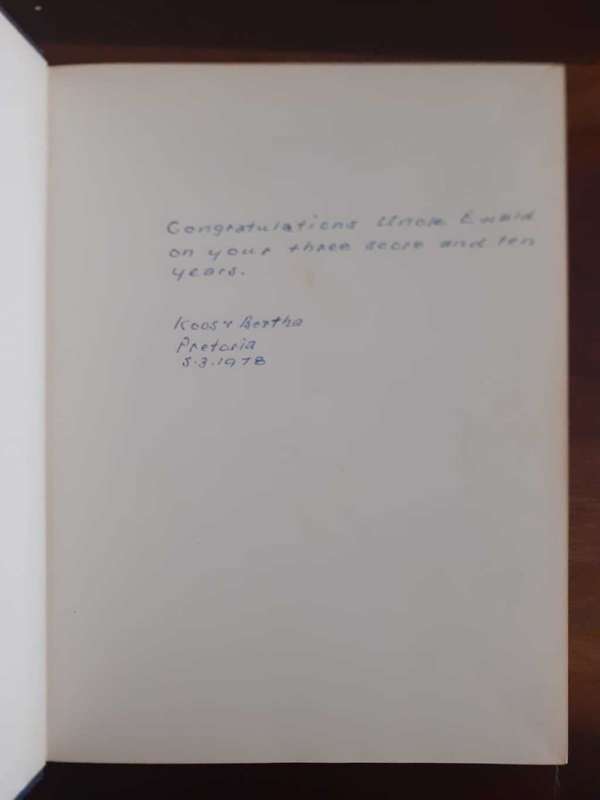 Congratulations Uncle Ewald
on your three score and ten
years.
Koos & Bertha
Pretoria
5.3.1978